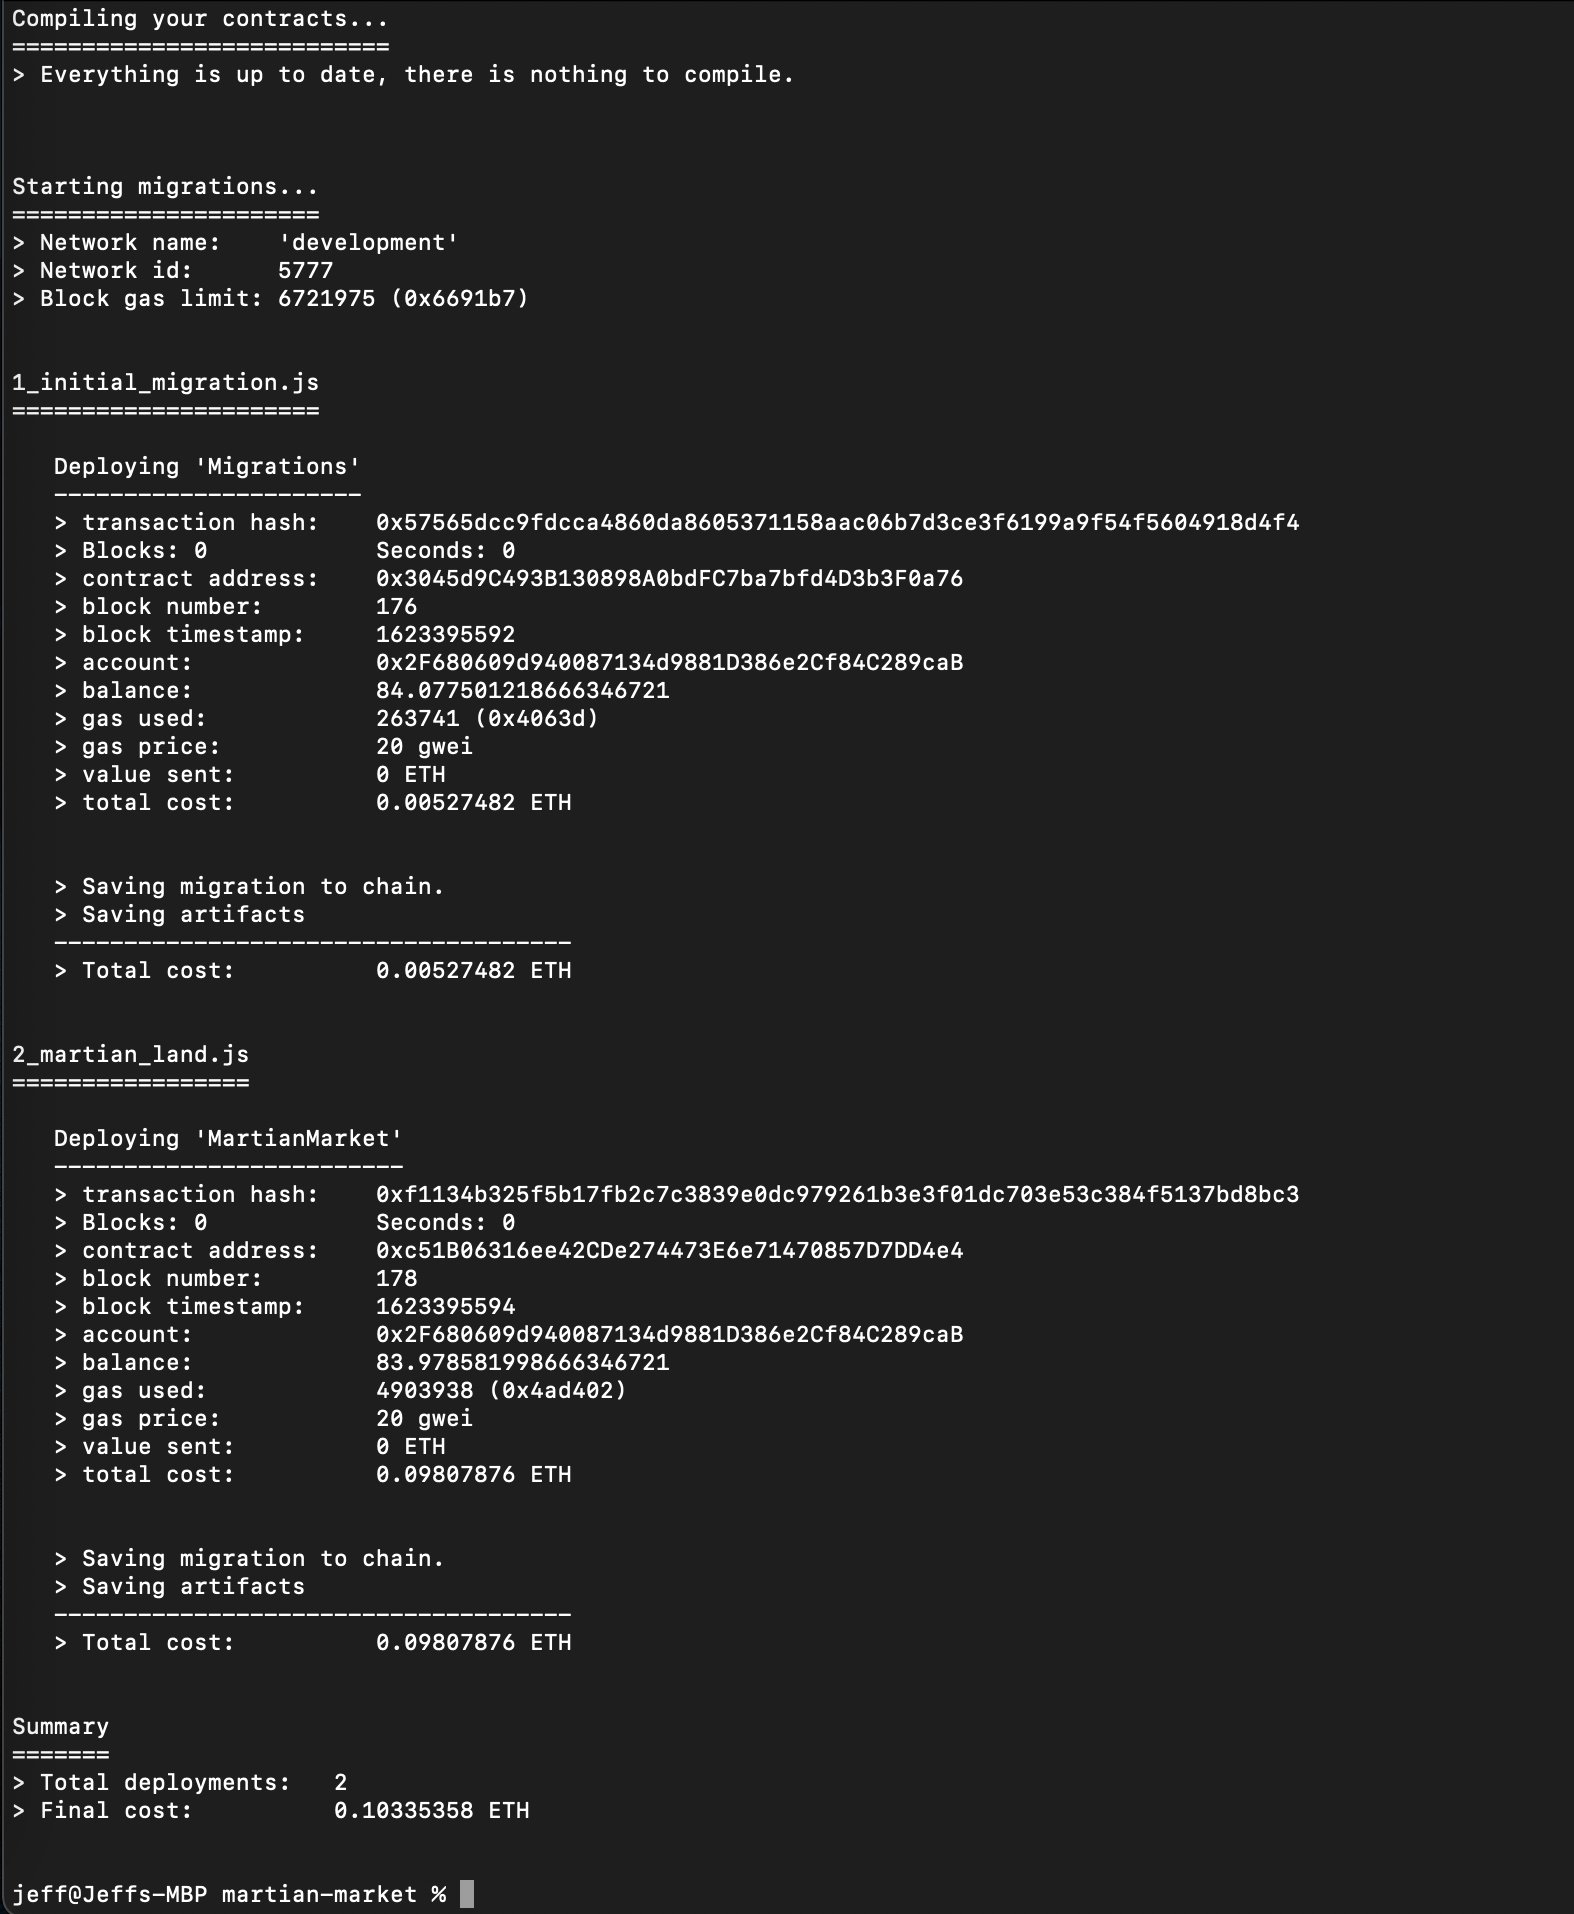 Compiling your contracts...
===========================
> Everything is up to date, there is nothing to compile.
Starting migrations...
======================
> Network name:    'development'
> Network id:      5777
> Block gas limit: 6721975 (0x6691b7)
1_initial_migration.js
======================
   Deploying 'Migrations'
   ----------------------
   > transaction hash:    0x57565dcc9fdcca4860da8605371158aac06b7d3ce3f6199a9f54f5604918d4f4
   > Blocks: 0            Seconds: 0
   > contract address:    0x3045d9C493B130898A0bdFC7ba7bfd4D3b3F0a76
   > block number:        176
   > block timestamp:     1623395592
   > account:             0x2F680609d940087134d9881D386e2Cf84C289caB
   > balance:             84.077501218666346721
   > gas used:            263741 (0x4063d)
   > gas price:           20 gwei
   > value sent:          0 ETH
   > total cost:          0.00527482 ETH
   > Saving migration to chain.
   > Saving artifacts
   -------------------------------------
   > Total cost:          0.00527482 ETH
2_martian_land.js
=================
   Deploying 'MartianMarket'
   -------------------------
   > transaction hash:    0xf1134b325f5b17fb2c7c3839e0dc979261b3e3f01dc703e53c384f5137bd8bc3
   > Blocks: 0            Seconds: 0
   > contract address:    0xc51B06316ee42CDe274473E6e71470857D7DD4e4
   > block number:        178
   > block timestamp:     1623395594
   > account:             0x2F680609d940087134d9881D386e2Cf84C289caB
   > balance:             83.978581998666346721
   > gas used:            4903938 (0x4ad402)
   > gas price:           20 gwei
   > value sent:          0 ETH
   > total cost:          0.09807876 ETH
   > Saving migration to chain.
   > Saving artifacts
   -------------------------------------
   > Total cost:          0.09807876 ETH
Summary
=======
> Total deployments:   2
> Final cost:          0.10335358 ETH
jeff@Jeffs-MBP martian-market %